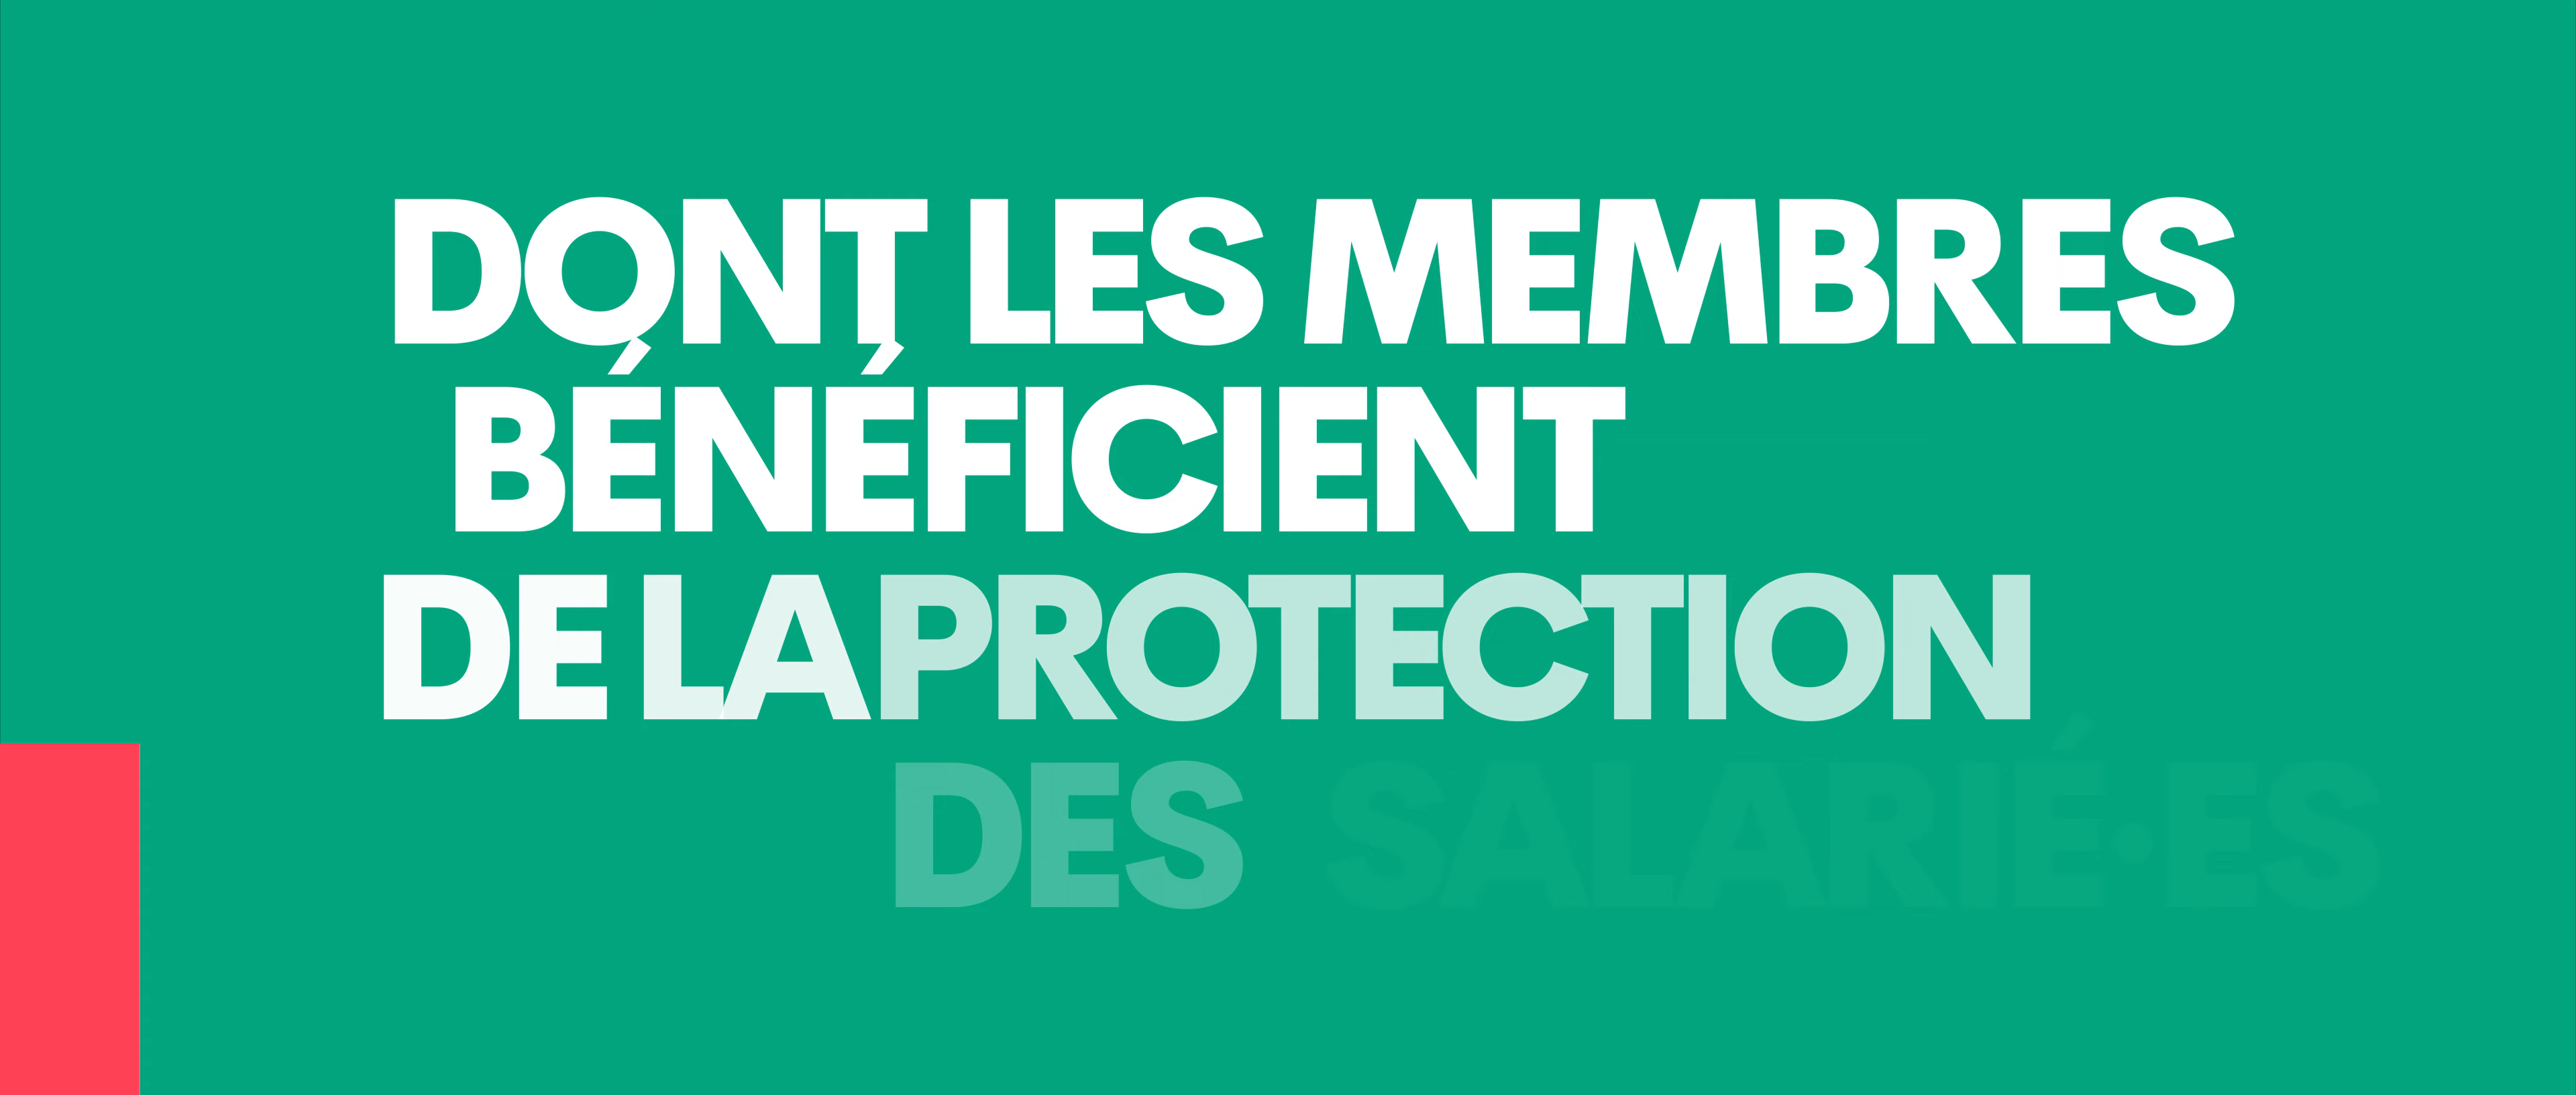 DONT LES MEMBRES
BÉNÉFICIENT
DE LA PROTECTION
DES SALARIÉ·ES